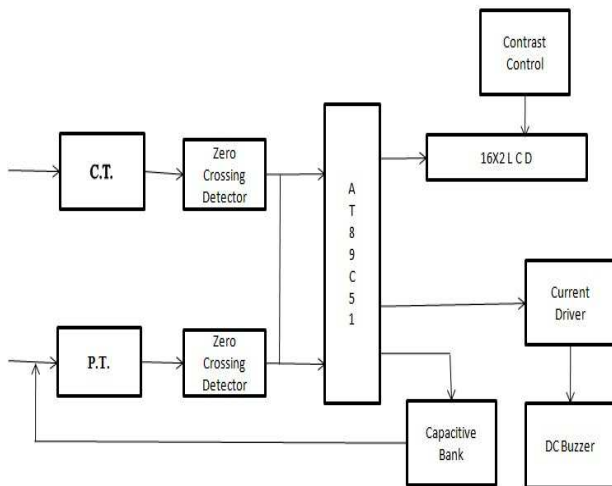 Contrast
Control
C.T.
Zero
Crossing
Detector
A
T
8
9
C
5
1
16X2 L C D
P.T.
Zero
Crossing
Detector
Current
Driver
Capacitive
Bank
DC Buzzer